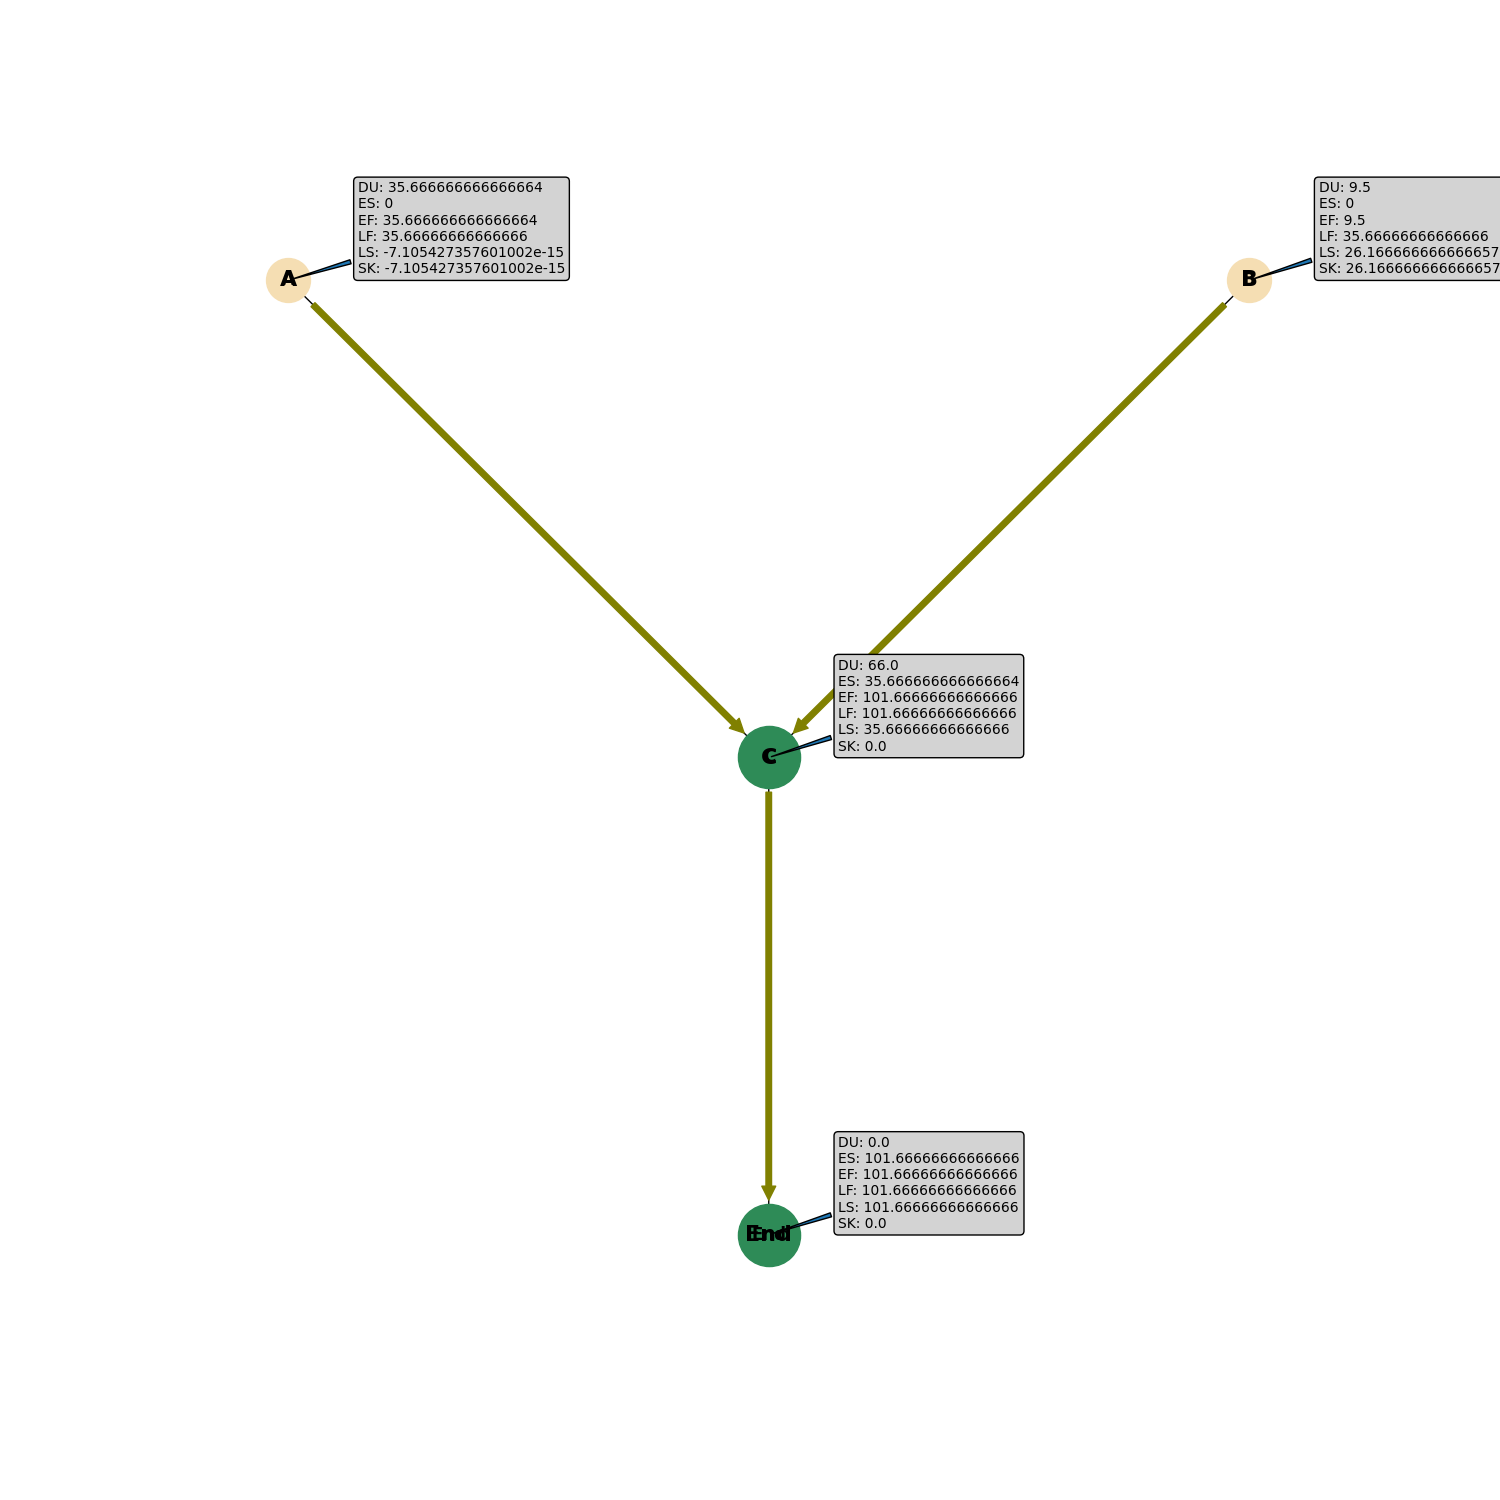 DU: 35.666666666666664
ES: 0
EF: 35.666666666666664
LF: 35.66666666666666
LS: -7.105427357601002e-15
SK: -7.105427357601002e-15
A
DU: 9.5
ES: 0
EF: 9.5
LF: 35.66666666666666
LS: 26.166666666666657
SK: 26.166666666666657
B
DU: 66.0
ES: 35.666666666666664
EF: 101.66666666666666
LF: 101.66666666666666
LS: 35.66666666666666
SK: 0.0
C
DU: 0.0
ES: 101.66666666666666
EF: 101.66666666666666
LF: 101.66666666666666
LS: 101.66666666666666
SK: 0.0
End